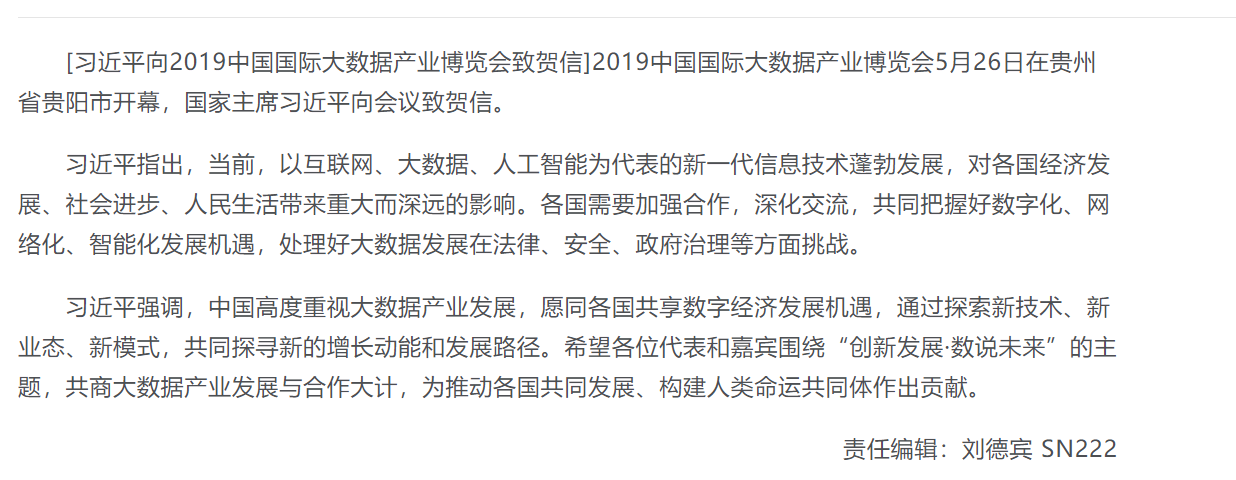 [习近平向2019中国国际大数据产业博览会致贺信]2019中国国际大数据产业博览会5月26日在贵州
省贵阳市开幕，国家主席习近平向会议致贺信。
习近平指出，当前，以互联网、大数据、人工智能为代表的新一代信息技术蓬勃发展，对各国经济发
展、社会进步、人民生活带来重大而深远的影响。各国需要加强合作，深化交流，共同把握好数字化、网
络化、智能化发展机遇，处理好大数据发展在法律、安全、政府治理等方面挑战。
习近平强调，中国高度重视大数据产业发展，愿同各国共享数字经济发展机遇，通过探索新技术、新
业态、新模式，共同探寻新的增长动能和发展路径。希望各位代表和嘉宾围绕“创新发展·数说未来”的主
题，共商大数据产业发展与合作大计，为推动各国共同发展、构建人类命运共同体作出贡献。
责任编辑：刘德宾 SN222